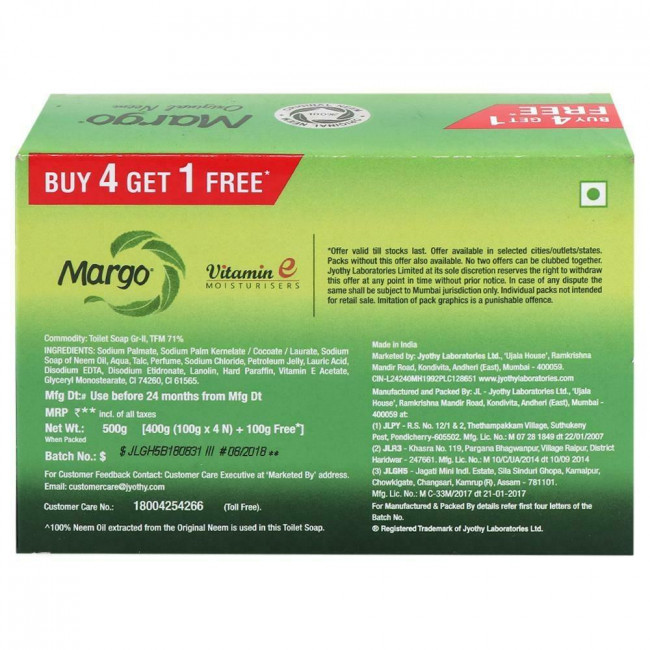 Margo
Original Neem
BUY 4 GET 1
FREE*
BUY 4 GET 1 FREE*
Margo®
Vitamin e
MOISTURISERS
*Offer valid till stocks last. Offer available in selected cities/outlets/states.
Packs without this offer also available. No two offers can be clubbed together.
Jyothy Laboratories Limited at its sole discretion reserves the right to withdraw
this offer at any point in time without prior notice. In case of any dispute
the same shall be subject to Mumbai jurisdiction only. Individual packs not intended
for retail sale. Imitation of pack graphics is a punishable offence.
Commodity: Toilet Soap Gr-II, TFM 71%
INGREDIENTS: Sodium Palmate, Sodium Palm Kernelate / Cocoate / Laurate, Sodium
Soap of Neem Oil, Aqua, Talc, Perfume, Sodium Chloride, Petroleum Jelly, Lauric Acid,
Disodium EDTA, Disodium Etidronate, Lanolin, Hard Paraffin, Vitamin E Acetate,
Glyceryl Monostearate, CI 74260, CI 61565.
Mfg Dt:# Use before 24 months from Mfg Dt
MRP ₹** incl. of all taxes
Net Wt.: 500g [400g (100g x 4 N) + 100g Free*]
When Packed
Batch No.: $ $ JLGH5B180831 III # 06/2018 **
For Customer Feedback Contact: Customer Care Executive at 'Marketed By' address.
Email: customercare@jyothy.com
Customer Care No.: 18004254266 (Toll Free).
^100% Neem Oil extracted from the Original Neem is used in this Toilet Soap.
Made in India
Marketed by: Jyothy Laboratories Ltd., 'Ujala House', Ramkrishna
Mandir Road, Kondivita, Andheri (East), Mumbai - 400059.
CIN-L24240MH1992PLC128651 www.jyothylaboratories.com
Manufactured and Packed by: JL - Jyothy Laboratories Ltd., 'Ujala
House', Ramkrishna Mandir Road, Kondivita, Andheri (East), Mumbai -
400059 at:
(1) JLPY - R.S. No. 12/1 & 2, Thethampakkam Village, Suthukeny
Post, Pondicherry-605502. Mfg Lic. No.: M 07 28 1849 dt 22/01/2007
(2) JLR3 - Khasra No. 119, Pargana Bhagwanpur, Village Raipur, District
Haridwar - 247661. Mfg Lic. No.: M 10/C/UA/2014 dt 10/09 2014
(3) JLGH5 - Jagati Mini Indl. Estate, Sila Sinduri Ghopa, Kamalpur,
Chowkigate, Changsari, Kamrup (R), Assam - 781101.
Mfg. Lic. No.: M C-33M/2017 dt 21-01-2017
For Manufactured & Packed By details refer first four letters of the
Batch No.
® Registered Trademark of Jyothy Laboratories Ltd.